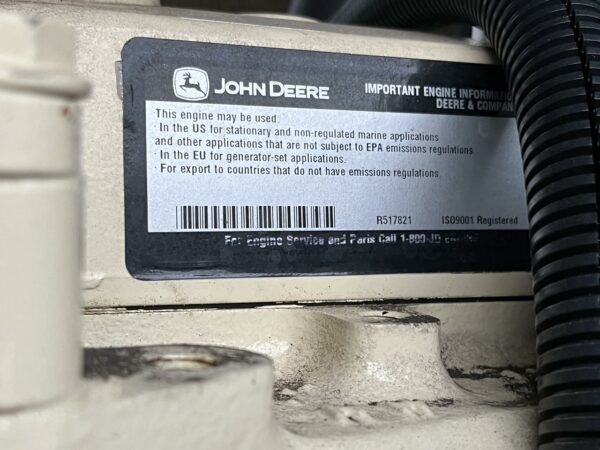 JOHN DEERE
IMPORTANT ENGINE
DEERE &
This engine may be used:
· In the US for stationary and non-regulated marine applications
and other applications that are not subject to EPA emissions regulations.
· In the EU for generator-set applications.
· For export to countries that do not have emissions regulations.
R517821 ISO9001 Registered
For Engine Service and Parts Call 1-800-JD